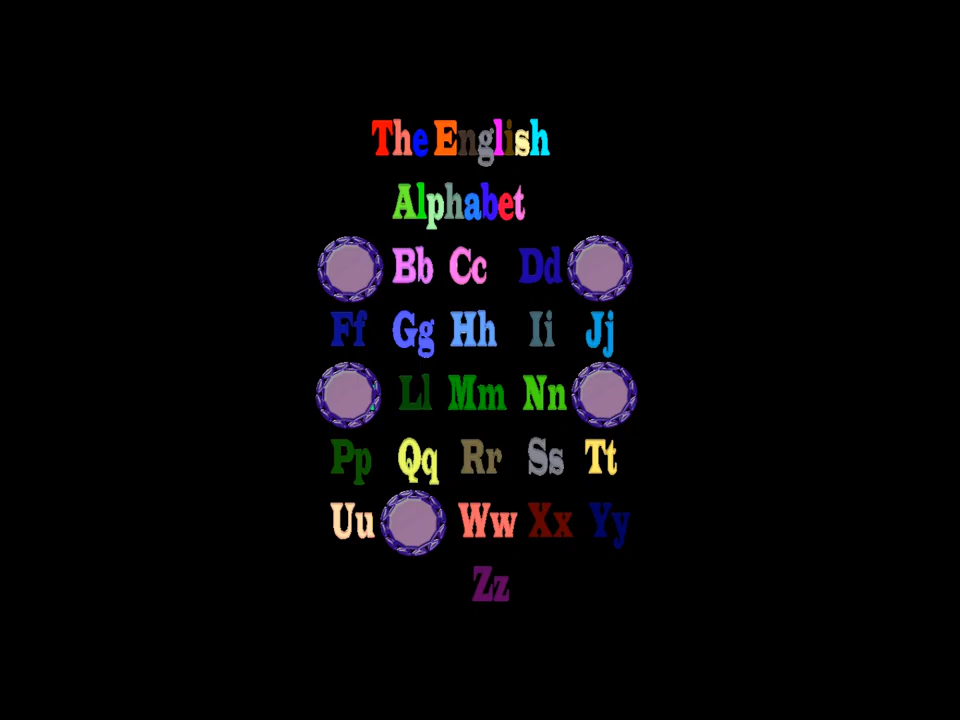 The English
Alphabet
Bb Cc Dd
Ff Gg Hh Ii Jj
Ll Mm Nn
Pp Qq Rr Ss Tt
Uu Ww Xx Yy
Zz